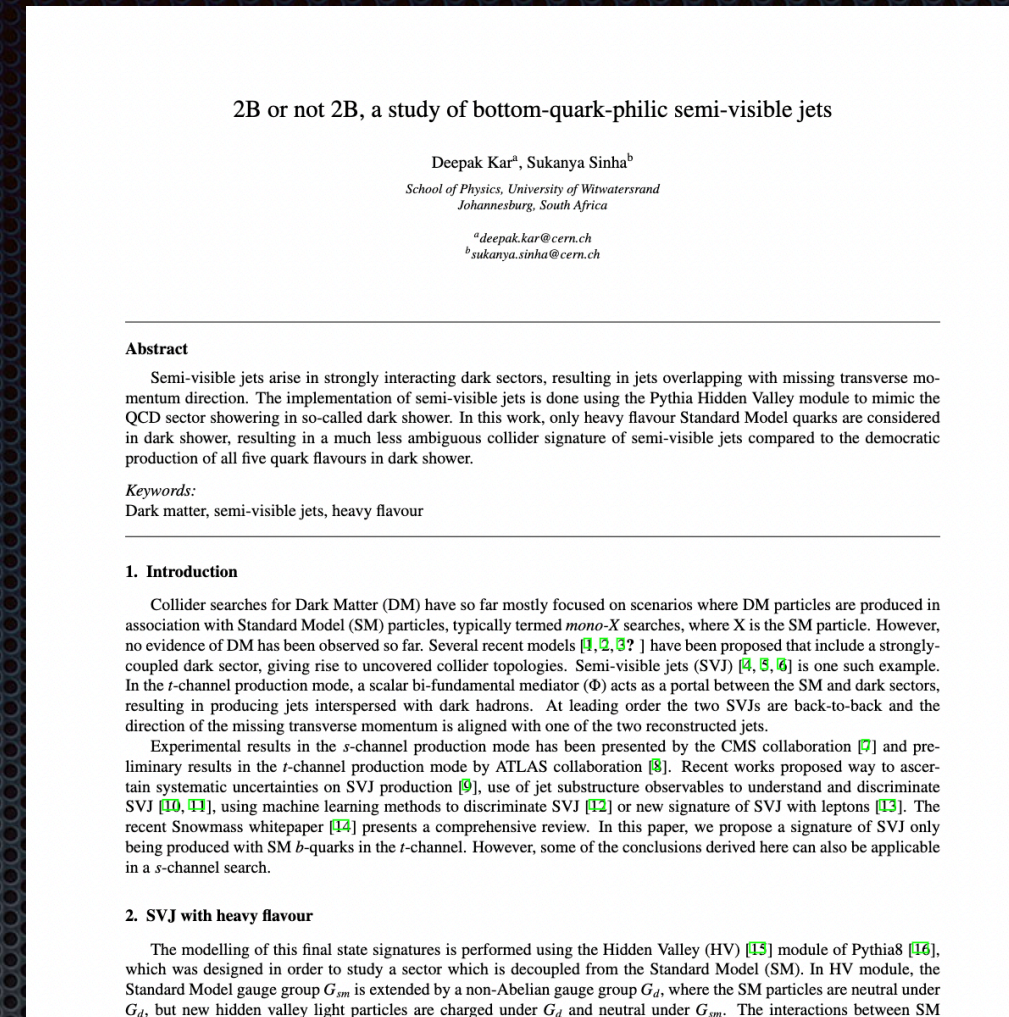 2B or not 2B, a study of bottom-quark-philic semi-visible jets
Deepak Karᵃ, Sukanya Sinhaᵇ
School of Physics, University of Witwatersrand
Johannesburg, South Africa
ᵃdeepak.kar@cern.ch
ᵇsukanya.sinha@cern.ch
Abstract
Semi-visible jets arise in strongly interacting dark sectors, resulting in jets overlapping with missing transverse mo-
mentum direction. The implementation of semi-visible jets is done using the Pythia Hidden Valley module to mimic the
QCD sector showering in so-called dark shower. In this work, only heavy flavour Standard Model quarks are considered
in dark shower, resulting in a much less ambiguous collider signature of semi-visible jets compared to the democratic
production of all five quark flavours in dark shower.
Keywords:
Dark matter, semi-visible jets, heavy flavour
1. Introduction
Collider searches for Dark Matter (DM) have so far mostly focused on scenarios where DM particles are produced in
association with Standard Model (SM) particles, typically termed mono-X searches, where X is the SM particle. However,
no evidence of DM has been observed so far. Several recent models [1, 2, 3? ] have been proposed that include a strongly-
coupled dark sector, giving rise to uncovered collider topologies. Semi-visible jets (SVJ) [4, 5, 6] is one such example.
In the t-channel production mode, a scalar bi-fundamental mediator (Φ) acts as a portal between the SM and dark sectors,
resulting in producing jets interspersed with dark hadrons. At leading order the two SVJs are back-to-back and the
direction of the missing transverse momentum is aligned with one of the two reconstructed jets.
Experimental results in the s-channel production mode has been presented by the CMS collaboration [7] and pre-
liminary results in the t-channel production mode by ATLAS collaboration [8]. Recent works proposed way to ascer-
tain systematic uncertainties on SVJ production [9], use of jet substructure observables to understand and discriminate
SVJ [10, 11], using machine learning methods to discriminate SVJ [12] or new signature of SVJ with leptons [13]. The
recent Snowmass whitepaper [14] presents a comprehensive review. In this paper, we propose a signature of SVJ only
being produced with SM b-quarks in the t-channel. However, some of the conclusions derived here can also be applicable
in a s-channel search.
2. SVJ with heavy flavour
The modelling of this final state signatures is performed using the Hidden Valley (HV) [15] module of Pythia8 [16],
which was designed in order to study a sector which is decoupled from the Standard Model (SM). In HV module, the
Standard Model gauge group Gₛₘ is extended by a non-Abelian gauge group G_d, where the SM particles are neutral under
G_d, but new hidden valley light particles are charged under G_d and neutral under Gₛₘ. The interactions between SM